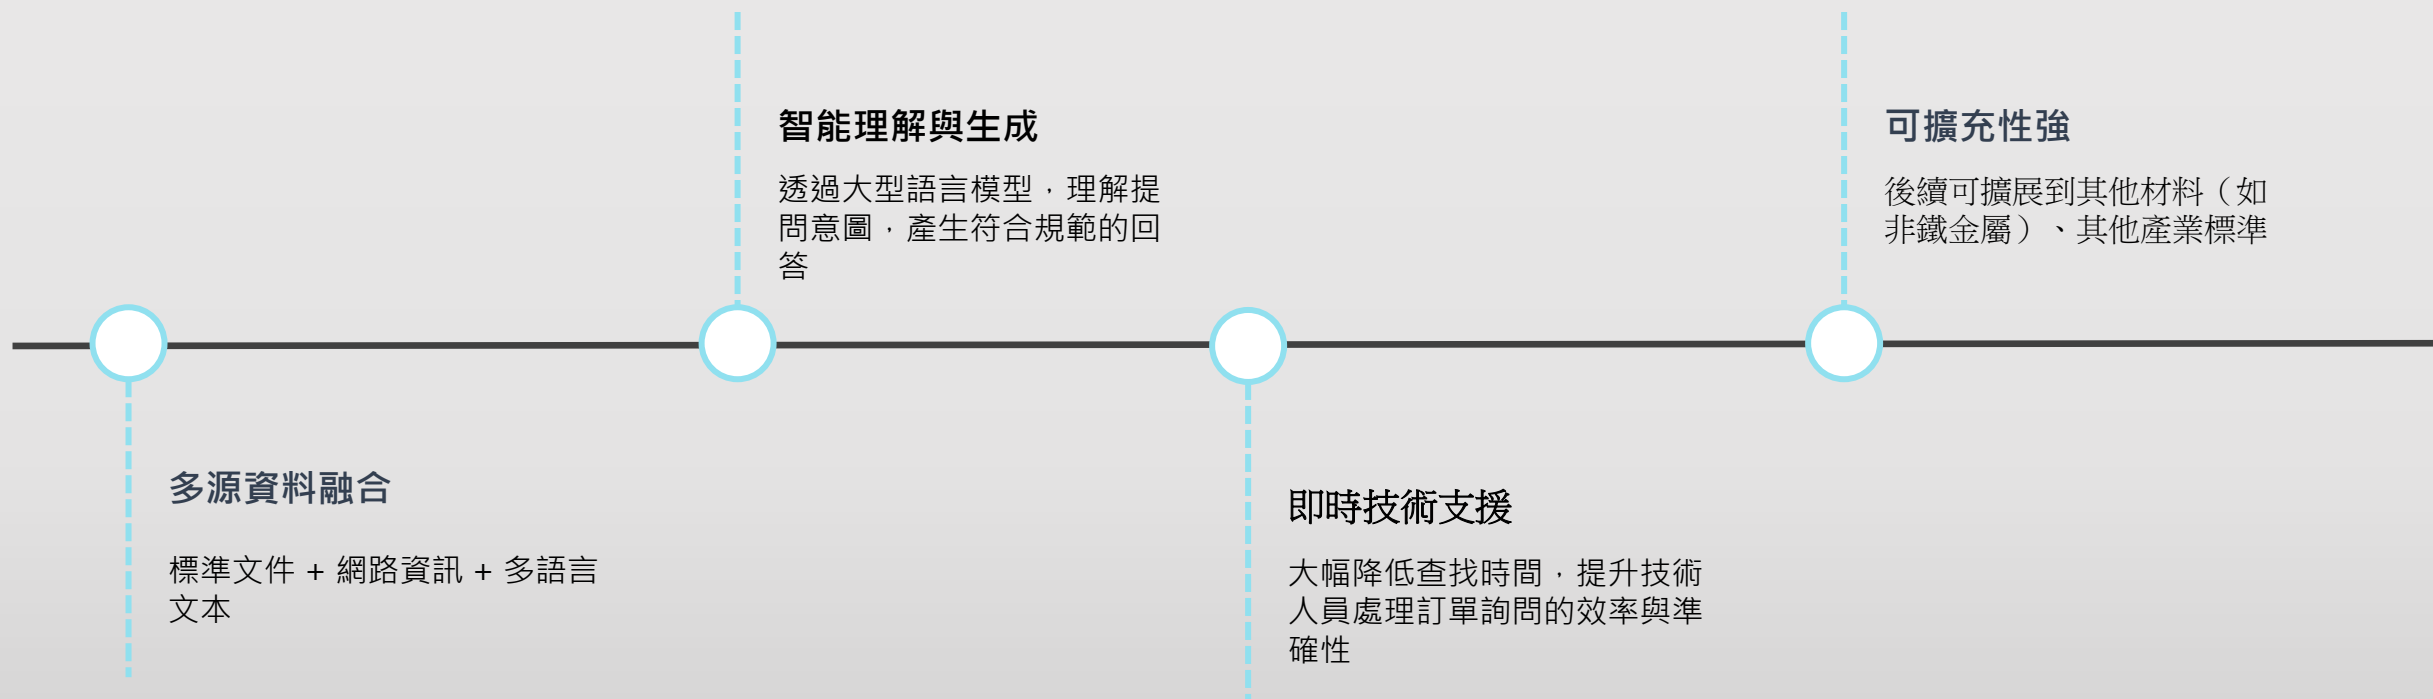 智能理解與生成
透過大型語言模型，理解提
問意圖，產生符合規範的回
答
可擴充性強
後續可擴展到其他材料（如
非鐵金屬）、其他產業標準
多源資料融合
標準文件 + 網路資訊 + 多語言
文本
即時技術支援
大幅降低查找時間，提升技術
人員處理訂單詢問的效率與準
確性